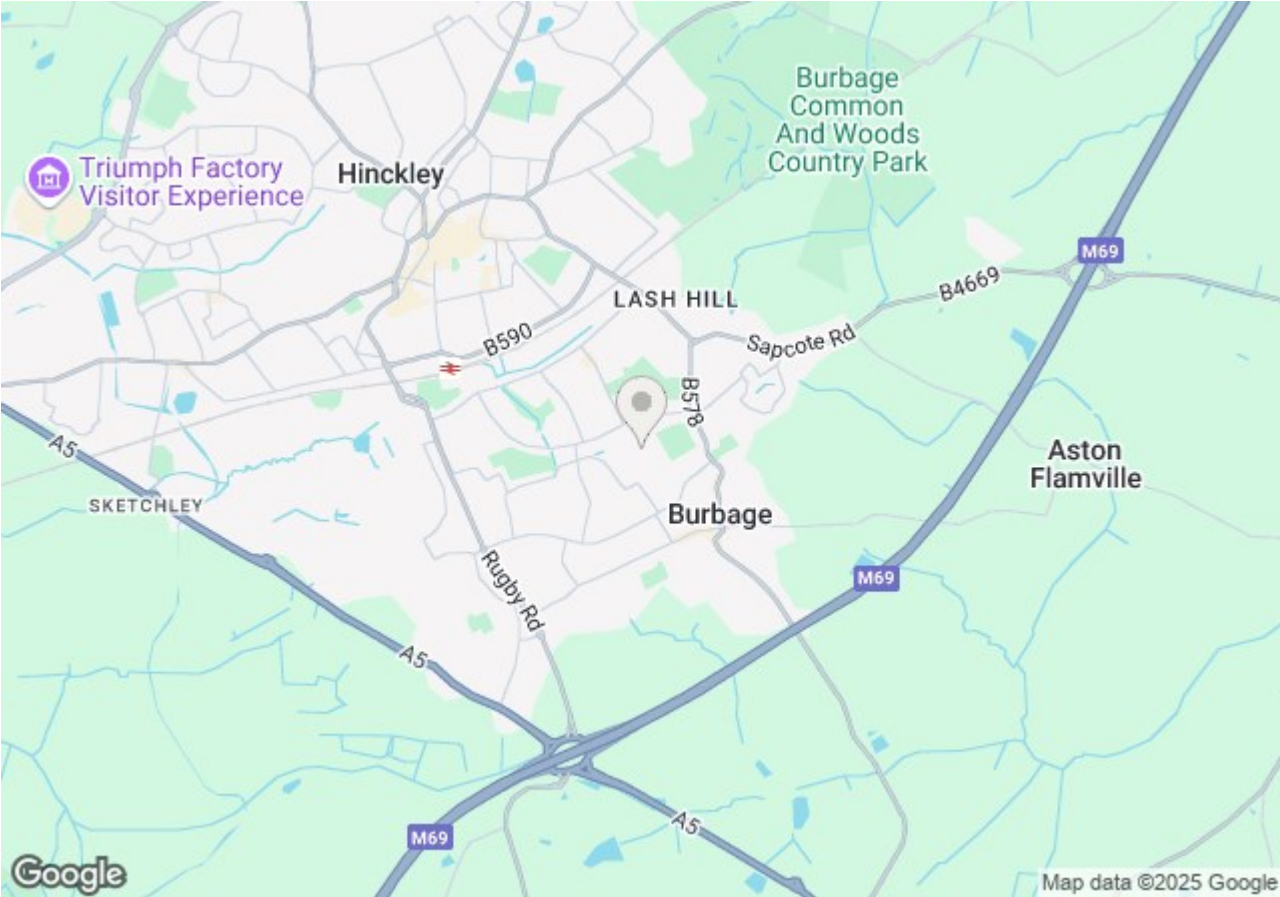 Burbage
Common
And Woods
Country Park
Triumph Factory
Visitor Experience
Hinckley
M69
B4669
LASH HILL
B590
Sapcote Rd
B578
A5
Aston
Flamville
SKETCHLEY
Burbage
Rugby Rd
M69
A5
A5
M69
Google
Map data ©2025 Google